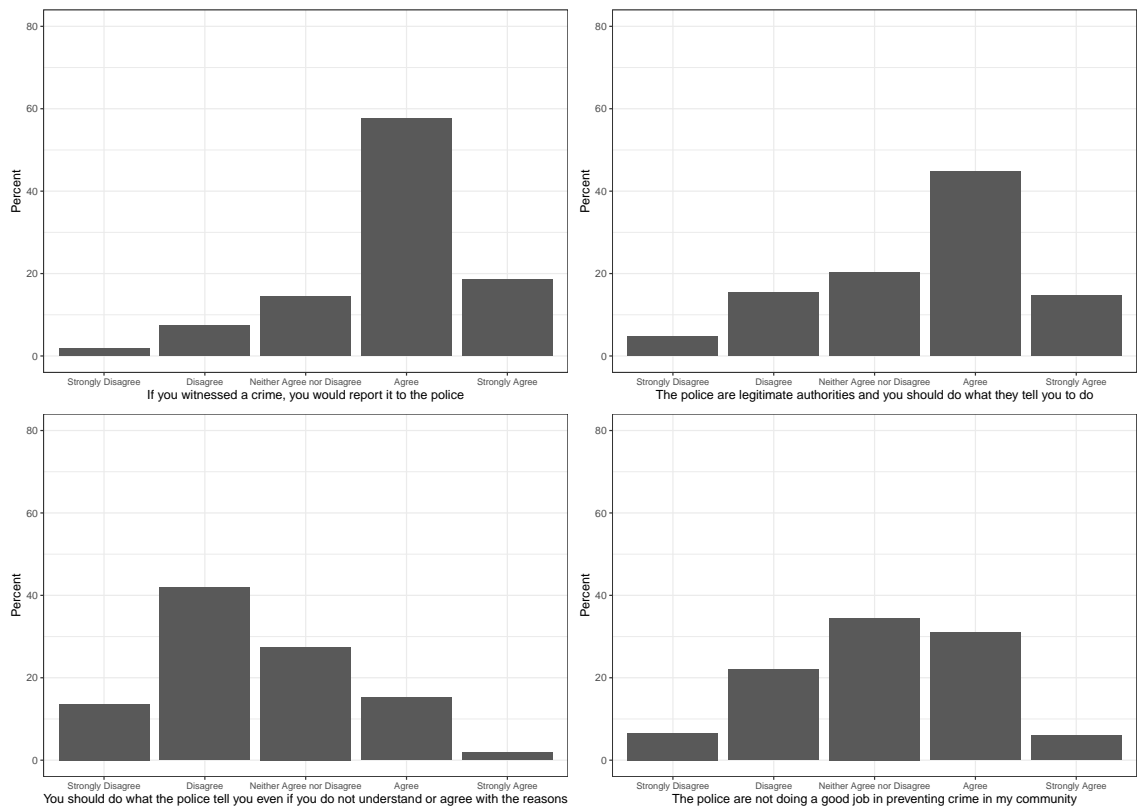 80
60
40
20
0
Percent
Strongly Disagree Disagree Neither Agree nor Disagree Agree Strongly Agree
If you witnessed a crime, you would report it to the police
80
60
40
20
0
Percent
Strongly Disagree Disagree Neither Agree nor Disagree Agree Strongly Agree
The police are legitimate authorities and you should do what they tell you to do
80
60
40
20
0
Percent
Strongly Disagree Disagree Neither Agree nor Disagree Agree Strongly Agree
You should do what the police tell you even if you do not understand or agree with the reasons
80
60
40
20
0
Percent
Strongly Disagree Disagree Neither Agree nor Disagree Agree Strongly Agree
The police are not doing a good job in preventing crime in my community